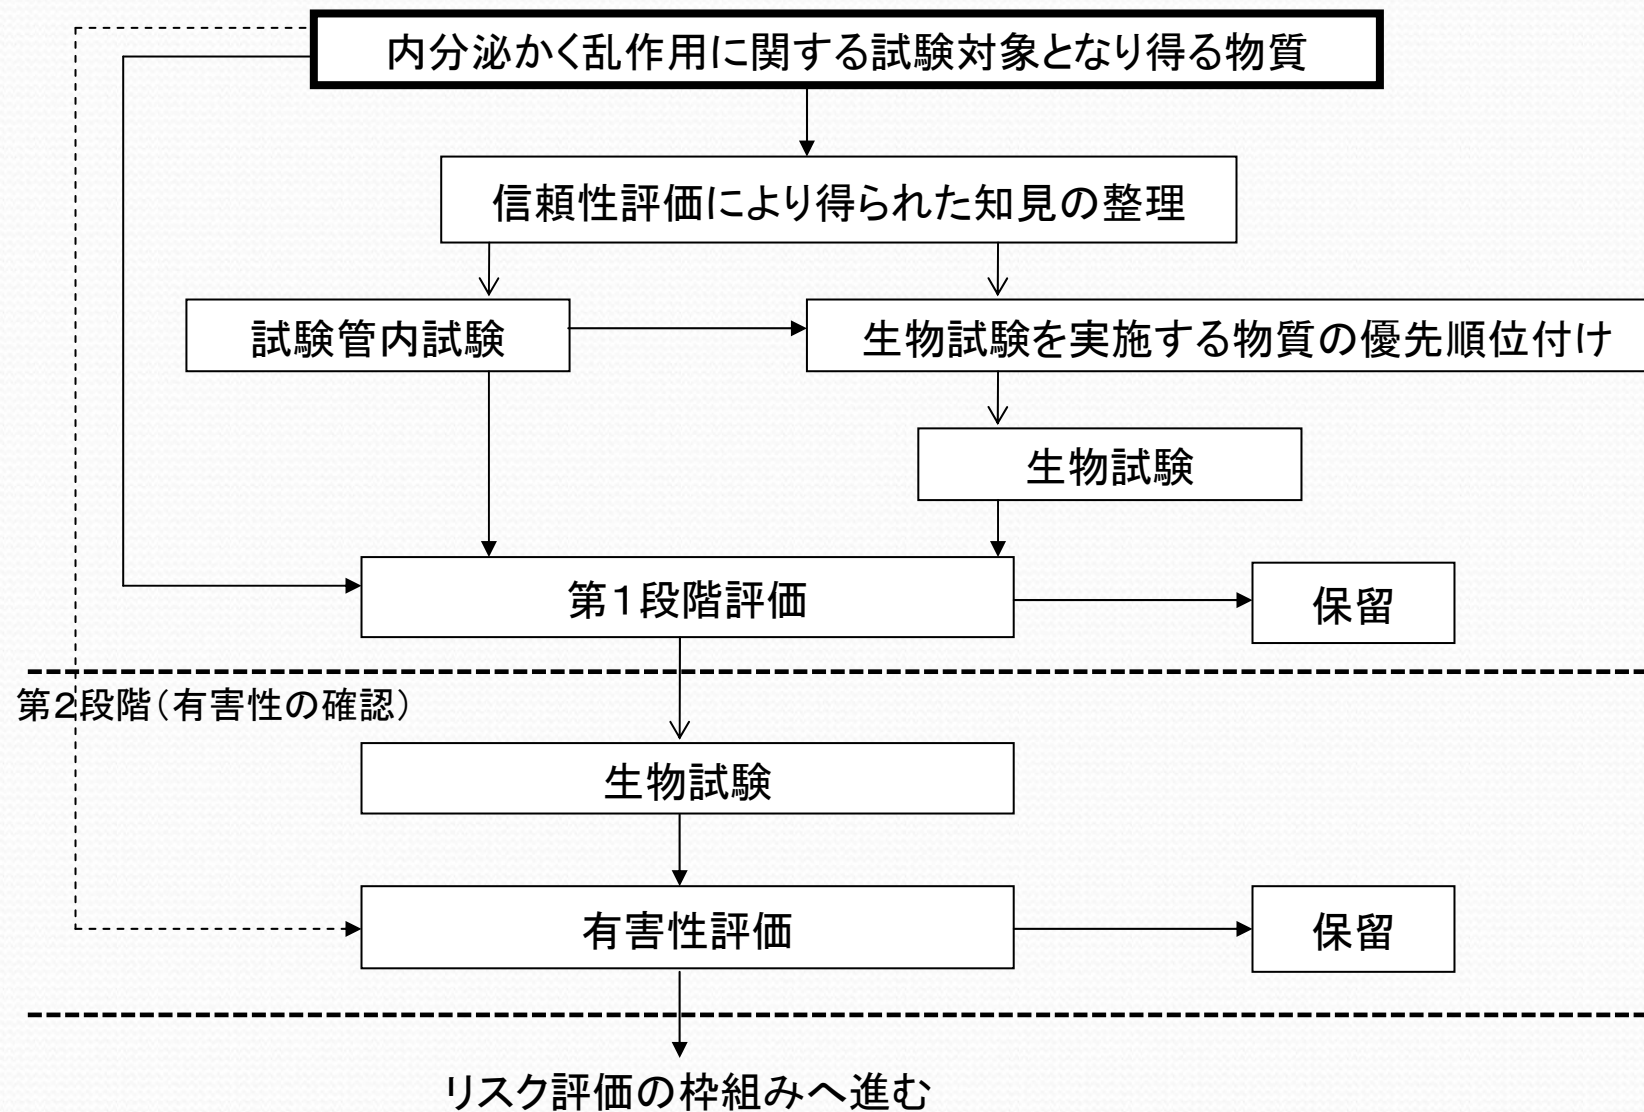 内分泌かく乱作用に関する試験対象となり得る物質
信頼性評価により得られた知見の整理
試験管内試験
生物試験を実施する物質の優先順位付け
生物試験
第1段階評価
保留
第2段階(有害性の確認)
生物試験
有害性評価
保留
リスク評価の枠組みへ進む